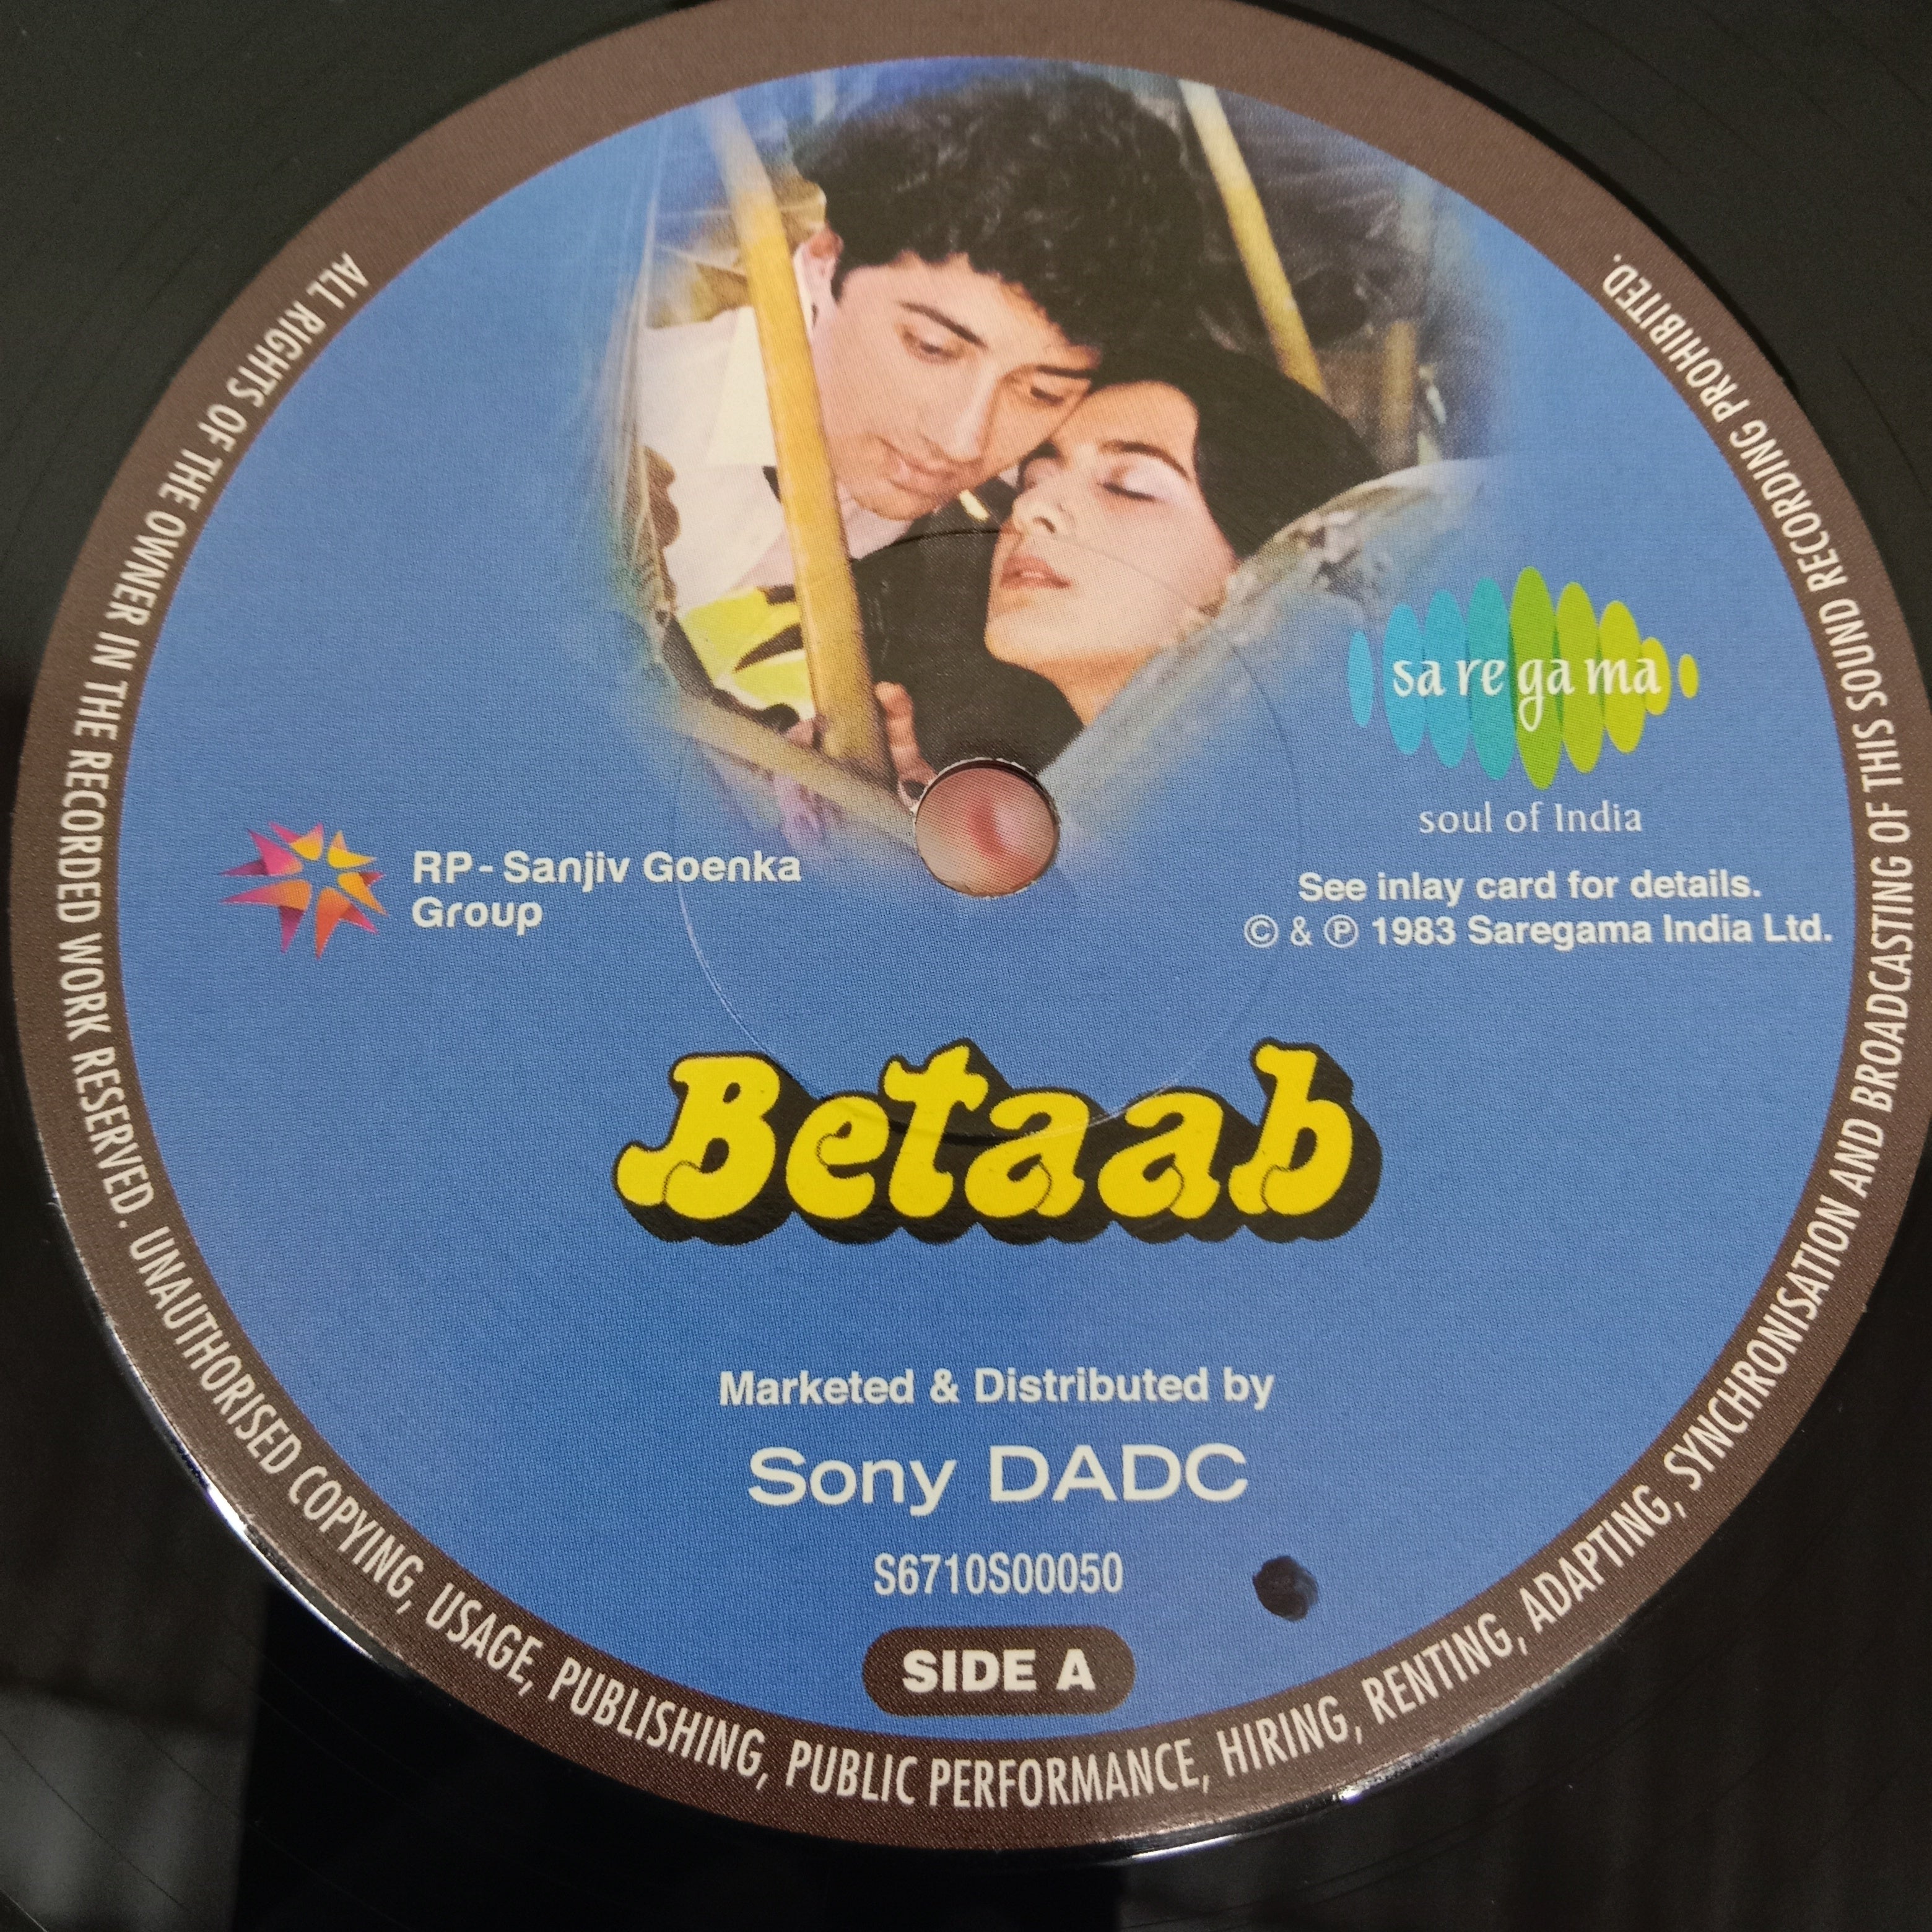 ALL RIGHTS OF THE OWNER IN THE RECORDED WORK RESERVED. UNAUTHORISED COPYING, USAGE, PUBLISHING, PUBLIC PERFORMANCE, HIRING, RENTING, ADAPTING, SYNCHRONISATION AND BROADCASTING OF THIS SOUND RECORDING PROHIBITED.
sa re ga ma
soul of India
RP-Sanjiv Goenka
Group
See inlay card for details.
© & ℗ 1983 Saregama India Ltd.
Betaab
Marketed & Distributed by
Sony DADC
S6710S00050
SIDE A